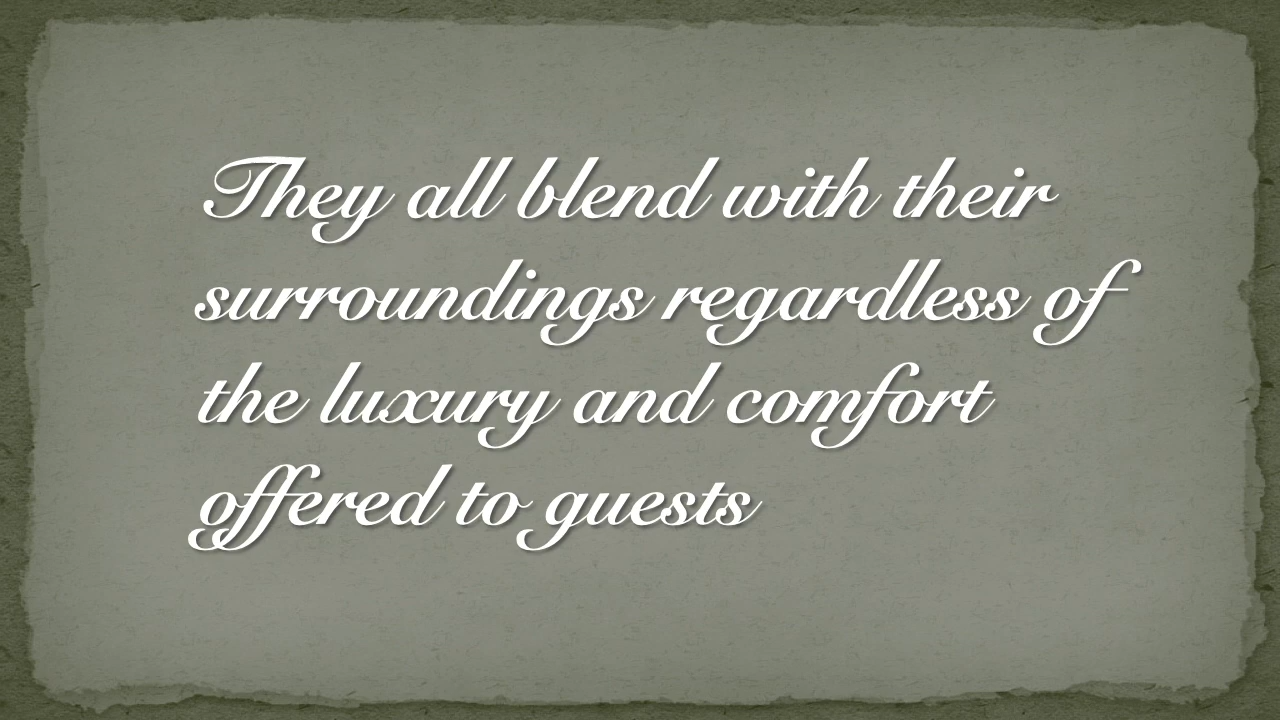 They all blend with their
surroundings regardless of
the luxury and comfort
offered to guests